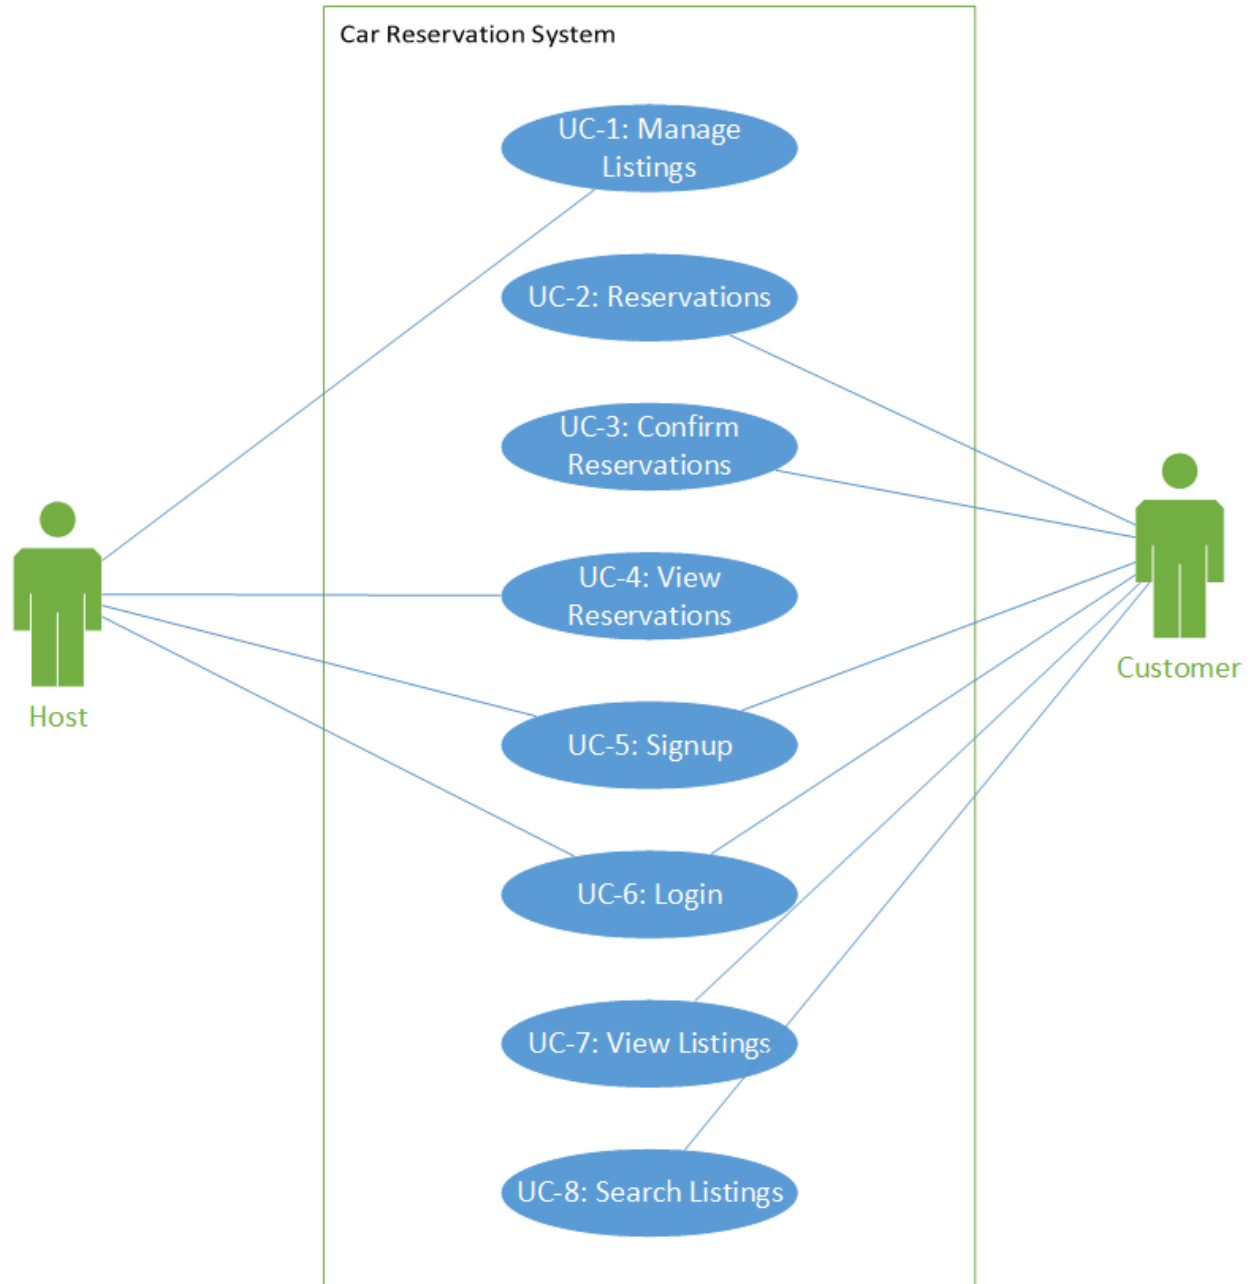 Car Reservation System
UC-1: Manage
Listings
UC-2: Reservations
UC-3: Confirm
Reservations
UC-4: View
Reservations
Host
Customer
UC-5: Signup
UC-6: Login
UC-7: View Listings
UC-8: Search Listings